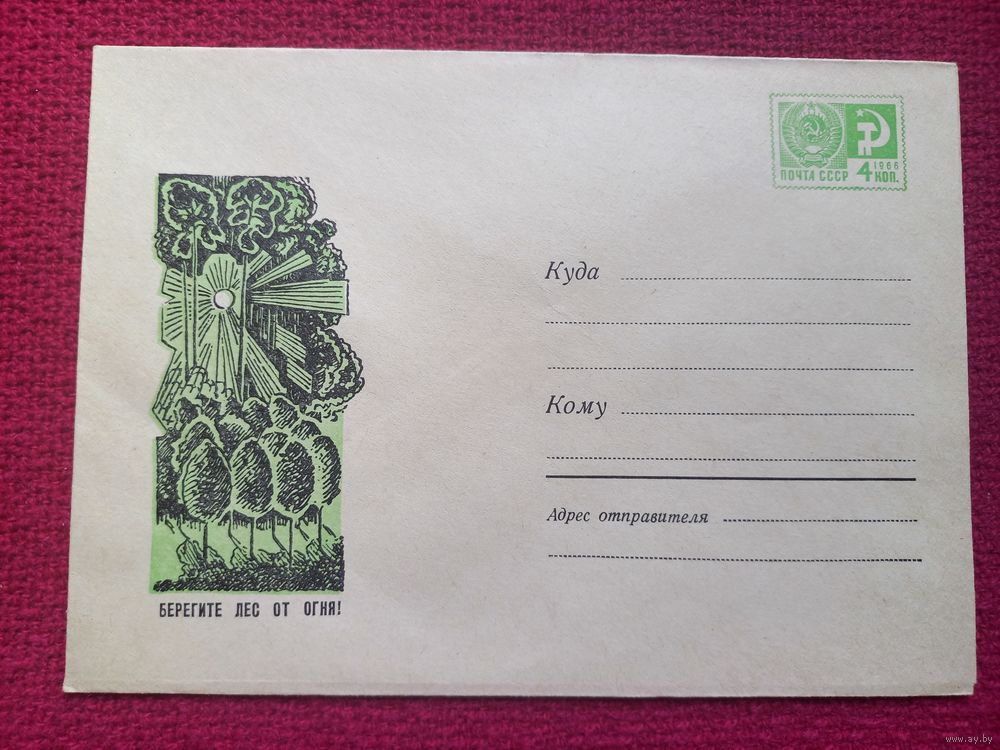 ПОЧТА СССР
1966
4 КОП.
Куда
Кому
Адрес отправителя
БЕРЕГИТЕ ЛЕС ОТ ОГНЯ!
www.ay.by